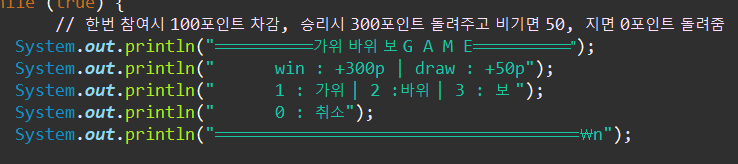 ile (true) {
// 한번 참여시 100포인트 차감, 승리시 300포인트 돌려주고 비기면 50, 지면 0포인트 돌려줌
System.out.println("═══════════가위 바위 보 G A M E═══════════");
System.out.println("      win : +300p | draw : +50p");
System.out.println("      1 : 가위 | 2 :바위 | 3 : 보 ");
System.out.println("      0 : 취소");
System.out.println("═════════════════════════════════════════₩n");